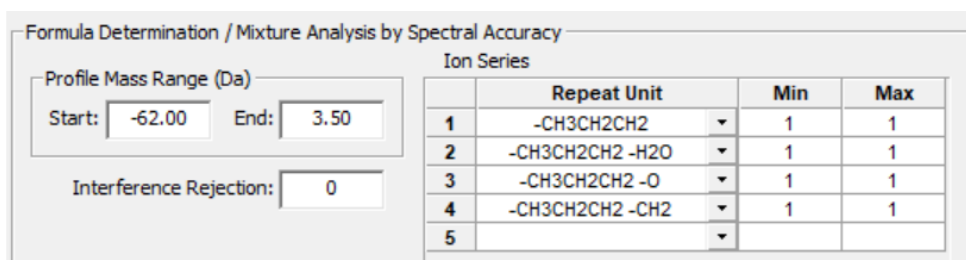 Formula Determination / Mixture Analysis by Spectral Accuracy
Profile Mass Range (Da)
Start: -62.00 End: 3.50
Interference Rejection: 0
Ion Series
Repeat Unit Min Max
1 -CH3CH2CH2 1 1
2 -CH3CH2CH2 -H2O 1 1
3 -CH3CH2CH2 -O 1 1
4 -CH3CH2CH2 -CH2 1 1
5